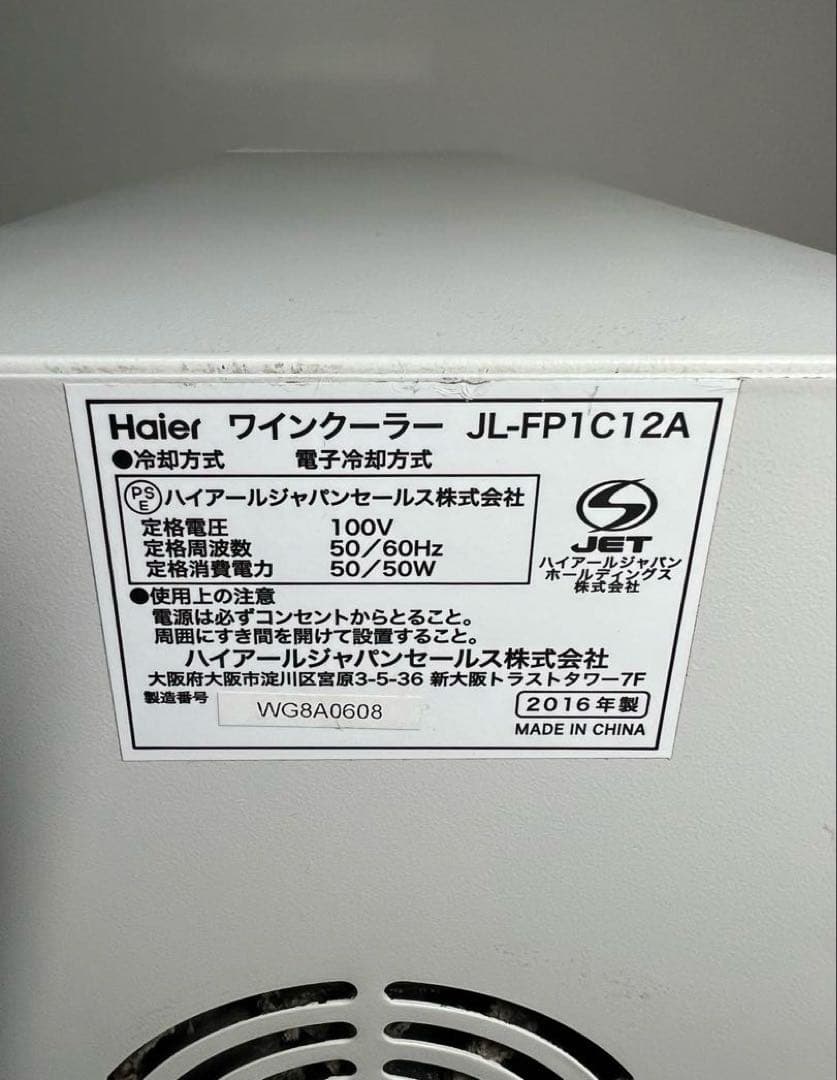 Haier ワインクーラー JL-FP1C12A
●冷却方式 電子冷却方式
PSE ハイアールジャパンセールス株式会社
定格電圧 100V
定格周波数 50／60Hz
定格消費電力 50／50W
JET
ハイアールジャパン
ホールディングス
株式会社
●使用上の注意
電源は必ずコンセントからとること。
周囲にすき間を開けて設置すること。
ハイアールジャパンセールス株式会社
大阪府大阪市淀川区宮原3-5-36 新大阪トラストタワー7F
製造番号 WG8A0608 2016年製
MADE IN CHINA